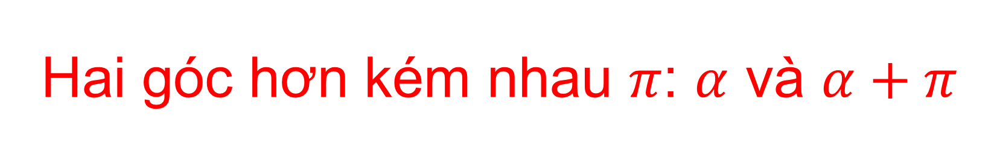 Hai góc hơn kém nhau π: α và α + π